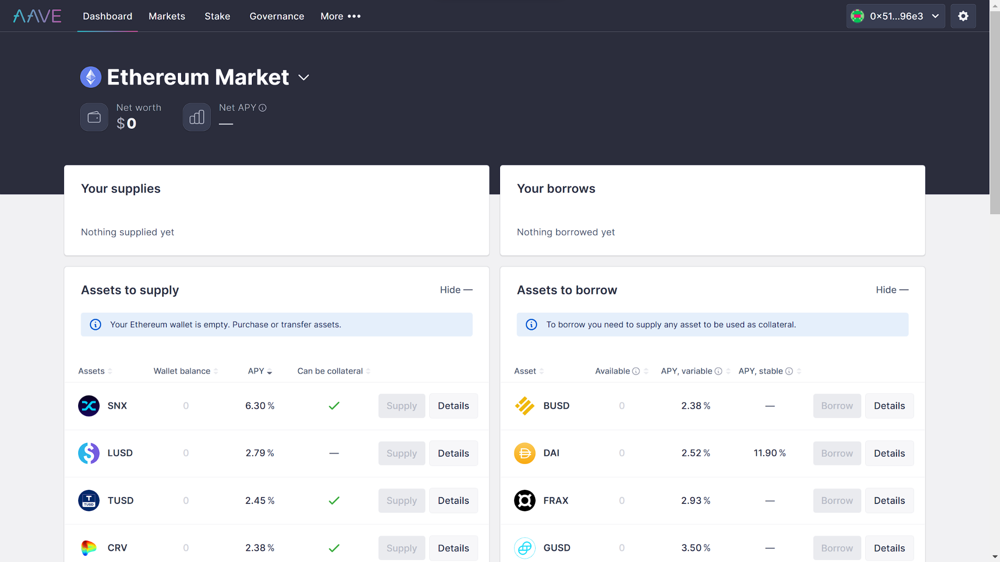 AAVE Dashboard Markets Stake Governance More ••• 0×51...96e3
Ethereum Market
Net worth Net APY
$0 —
Your supplies
Nothing supplied yet
Your borrows
Nothing borrowed yet
Assets to supply Hide —
Your Ethereum wallet is empty. Purchase or transfer assets.
Assets Wallet balance APY Can be collateral
SNX 0 6.30 % Supply Details
LUSD 0 2.79 % — Supply Details
TUSD 0 2.45 % Supply Details
CRV 0 2.38 % Supply Details
Assets to borrow Hide —
To borrow you need to supply any asset to be used as collateral.
Asset Available APY, variable APY, stable
BUSD 0 2.38 % — Borrow Details
DAI 0 2.52 % 11.90 % Borrow Details
FRAX 0 2.93 % — Borrow Details
GUSD 0 3.50 % — Borrow Details